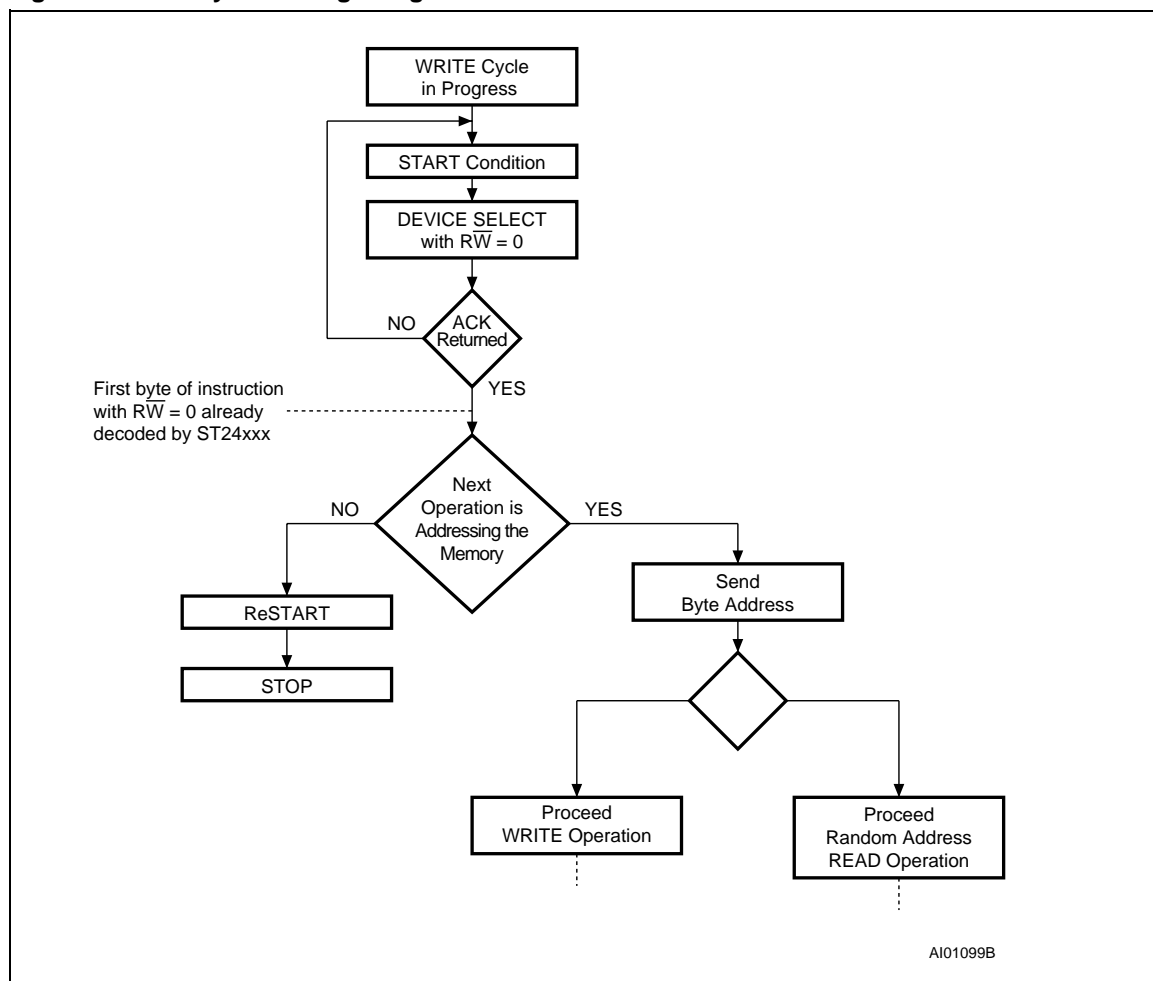 WRITE Cycle
in Progress
START Condition
DEVICE SELECT
with RW̅ = 0
ACK
Returned
NO
YES
First byte of instruction
with RW̅ = 0 already
decoded by ST24xxx
Next
Operation is
Addressing the
Memory
NO
YES
ReSTART
STOP
Send
Byte Address
Proceed
WRITE Operation
Proceed
Random Address
READ Operation
AI01099B